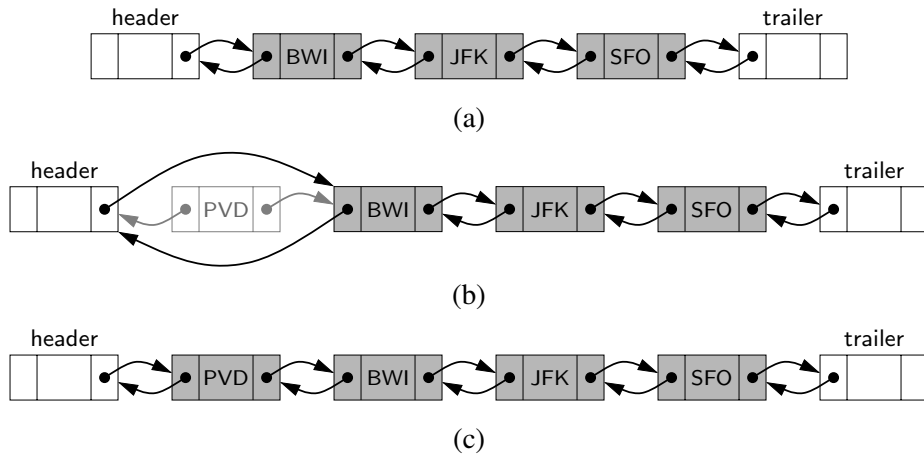 header trailer
BWI JFK SFO
(a)
header trailer
PVD BWI JFK SFO
(b)
header trailer
PVD BWI JFK SFO
(c)